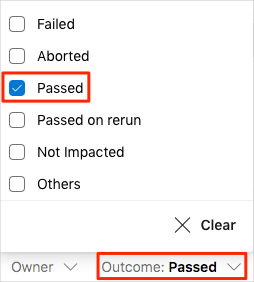 Failed
Aborted
Passed
Passed on rerun
Not Impacted
Others
Clear
Owner Outcome: Passed